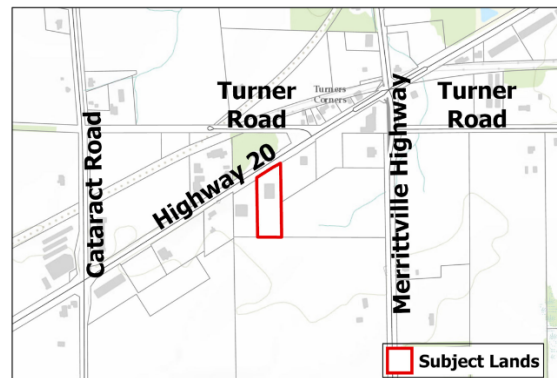 Turner
Road
Turners
Corners
Turner
Road
Highway 20
Cataract Road
Merrittville Highway
Subject Lands